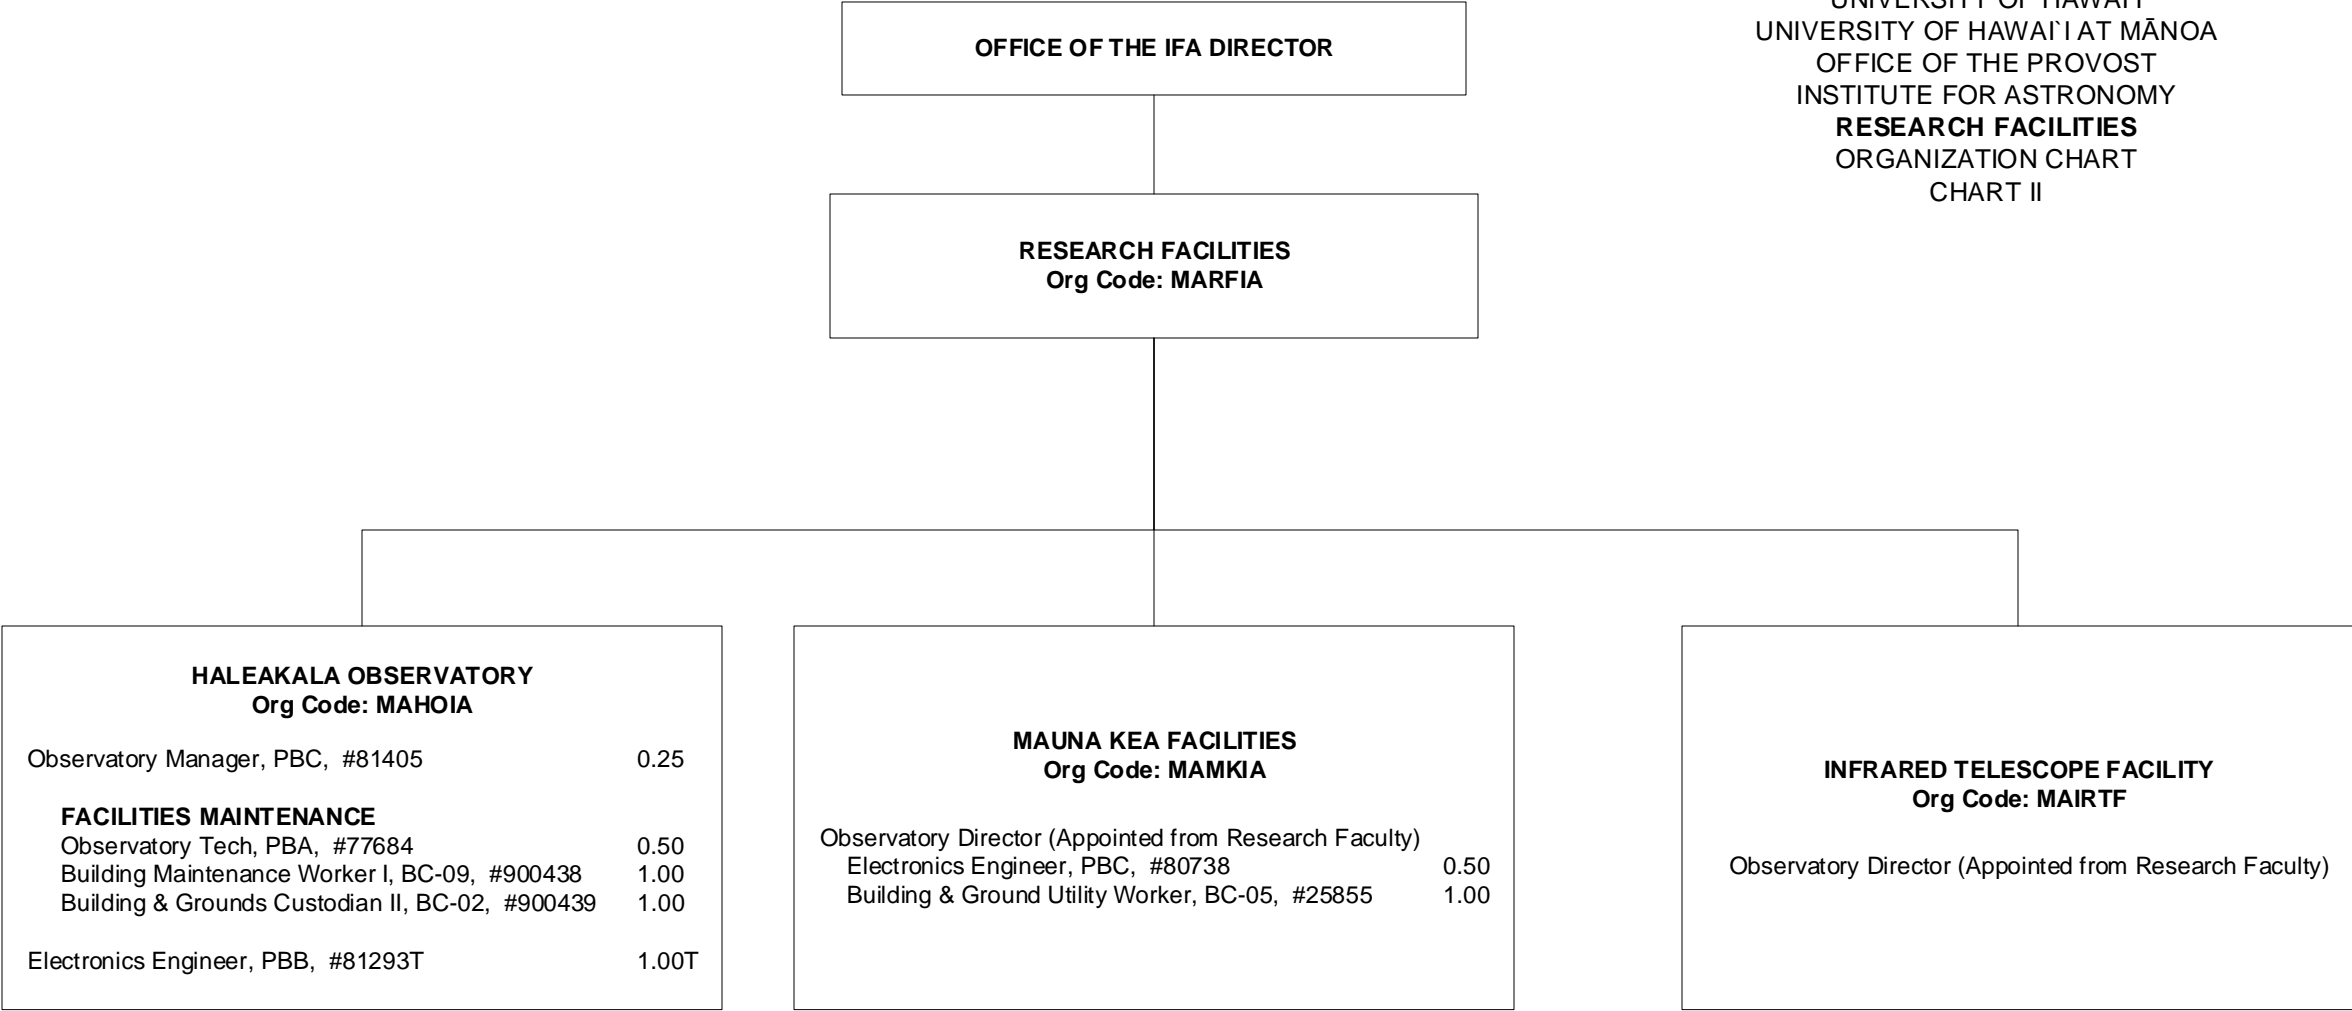 OFFICE OF THE IFA DIRECTOR
UNIVERSITY OF HAWAI`I AT MĀNOA
OFFICE OF THE PROVOST
INSTITUTE FOR ASTRONOMY
RESEARCH FACILITIES
ORGANIZATION CHART
CHART II
RESEARCH FACILITIES
Org Code: MARFIA
HALEAKALA OBSERVATORY
Org Code: MAHOIA
Observatory Manager, PBC, #81405 0.25
FACILITIES MAINTENANCE
Observatory Tech, PBA, #77684 0.50
Building Maintenance Worker I, BC-09, #900438 1.00
Building & Grounds Custodian II, BC-02, #900439 1.00
Electronics Engineer, PBB, #81293T 1.00T
MAUNA KEA FACILITIES
Org Code: MAMKIA
Observatory Director (Appointed from Research Faculty)
Electronics Engineer, PBC, #80738 0.50
Building & Ground Utility Worker, BC-05, #25855 1.00
INFRARED TELESCOPE FACILITY
Org Code: MAIRTF
Observatory Director (Appointed from Research Faculty)